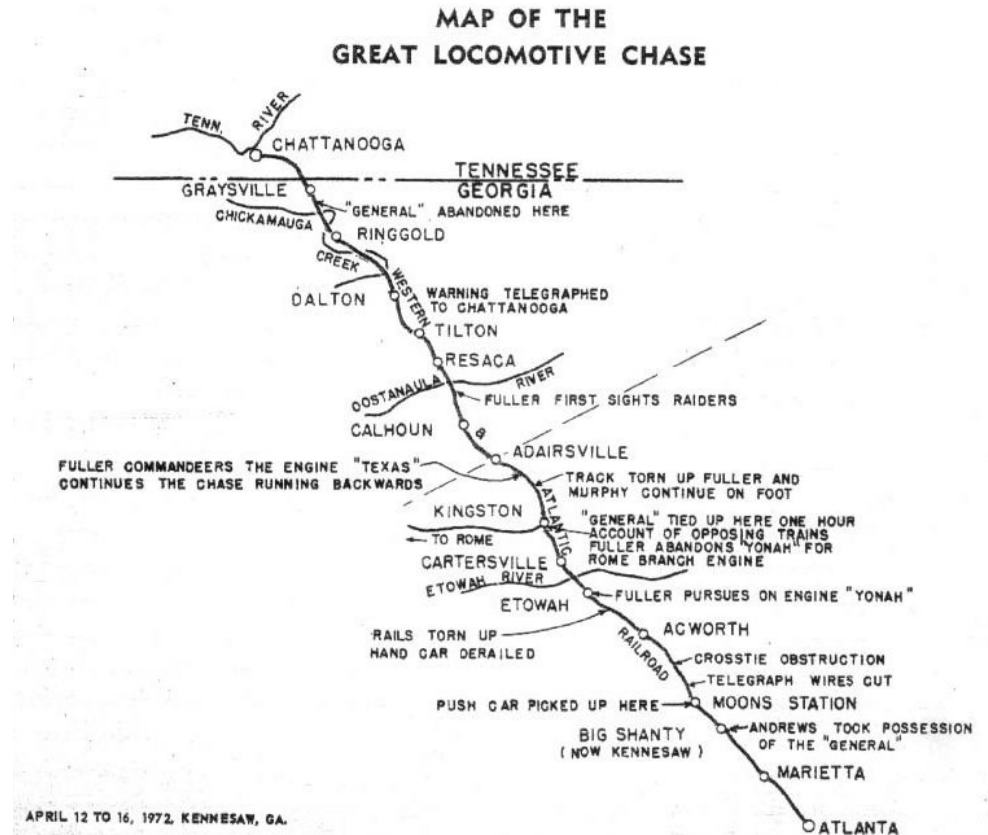 MAP OF THE
GREAT LOCOMOTIVE CHASE
TENN. RIVER
CHATTANOOGA
TENNESSEE
GEORGIA
GRAYSVILLE
"GENERAL" ABANDONED HERE
CHICKAMAUGA
RINGGOLD
CREEK
WESTERN
DALTON
WARNING TELEGRAPHED
TO CHATTANOOGA
TILTON
RESACA
OOSTANAULA RIVER
FULLER FIRST SIGHTS RAIDERS
CALHOUN
&
ADAIRSVILLE
FULLER COMMANDEERS THE ENGINE "TEXAS"
CONTINUES THE CHASE RUNNING BACKWARDS
TRACK TORN UP FULLER AND
MURPHY CONTINUE ON FOOT
ATLANTIC
KINGSTON
TO ROME
"GENERAL" TIED UP HERE ONE HOUR
ACCOUNT OF OPPOSING TRAINS
FULLER ABANDONS "YONAH" FOR
ROME BRANCH ENGINE
CARTERSVILLE
ETOWAH RIVER
ETOWAH
FULLER PURSUES ON ENGINE "YONAH"
RAILS TORN UP
HAND CAR DERAILED
ACWORTH
RAILROAD
CROSSTIE OBSTRUCTION
TELEGRAPH WIRES CUT
PUSH CAR PICKED UP HERE
MOONS STATION
BIG SHANTY
(NOW KENNESAW)
ANDREWS TOOK POSSESSION
OF THE "GENERAL"
MARIETTA
ATLANTA
APRIL 12 TO 16, 1972, KENNESAW, GA.